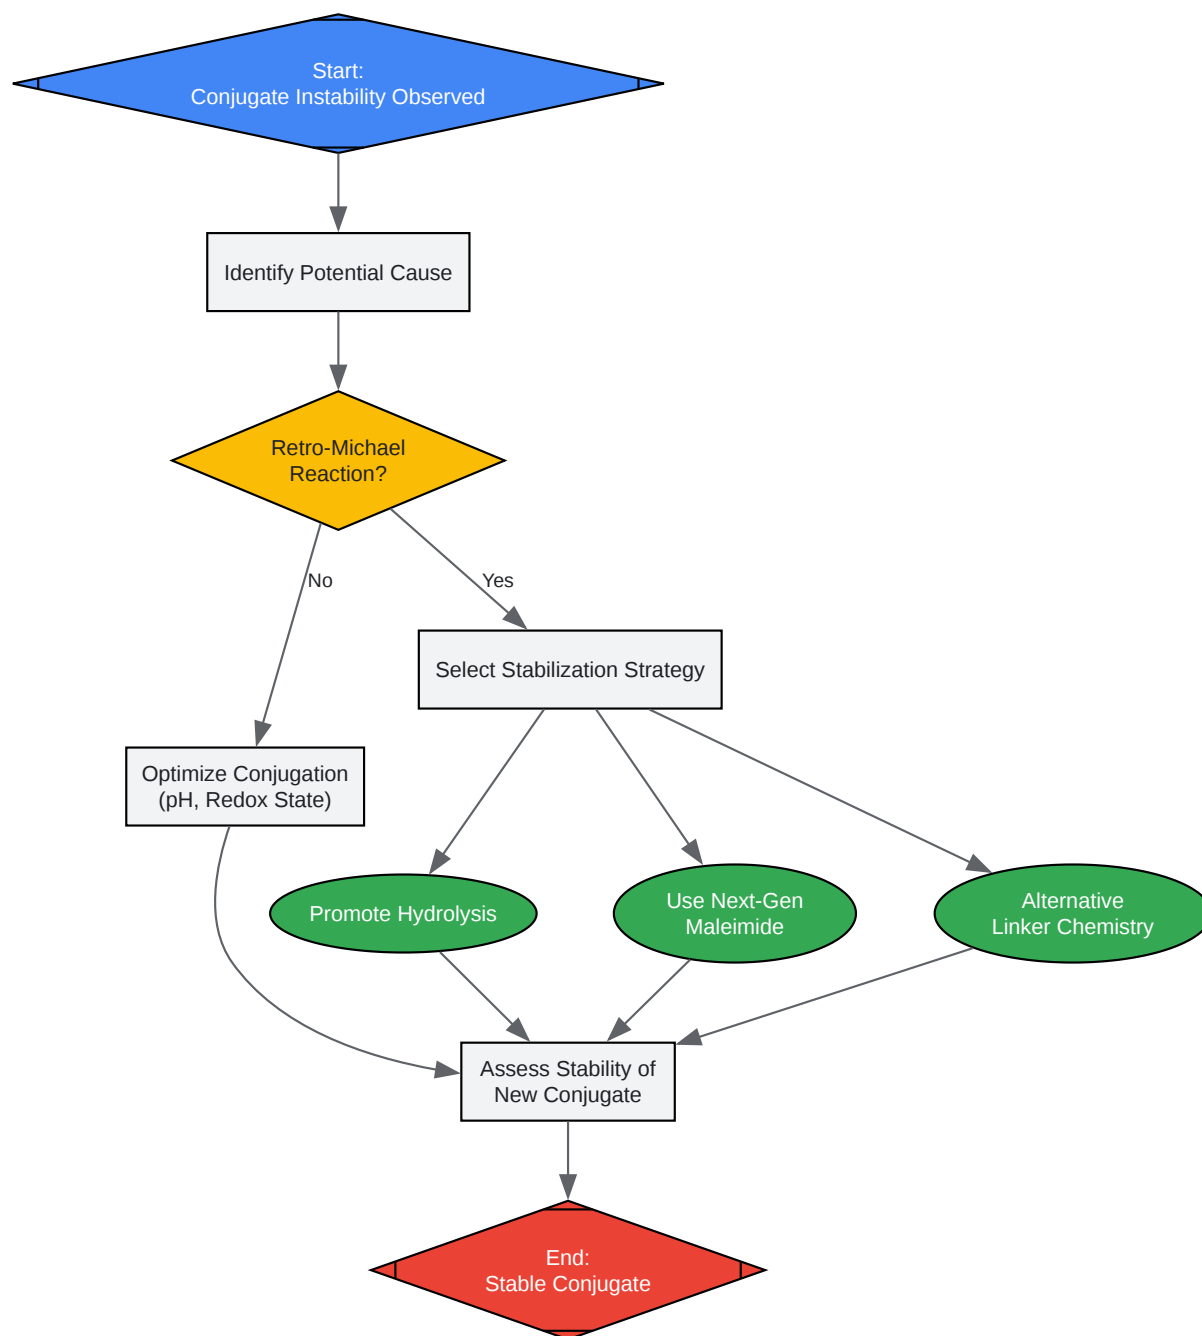 Start:
Conjugate Instability Observed
Identify Potential Cause
Retro-Michael
Reaction?
No
Yes
Select Stabilization Strategy
Optimize Conjugation
(pH, Redox State)
Promote Hydrolysis
Use Next-Gen
Maleimide
Alternative
Linker Chemistry
Assess Stability of
New Conjugate
End:
Stable Conjugate